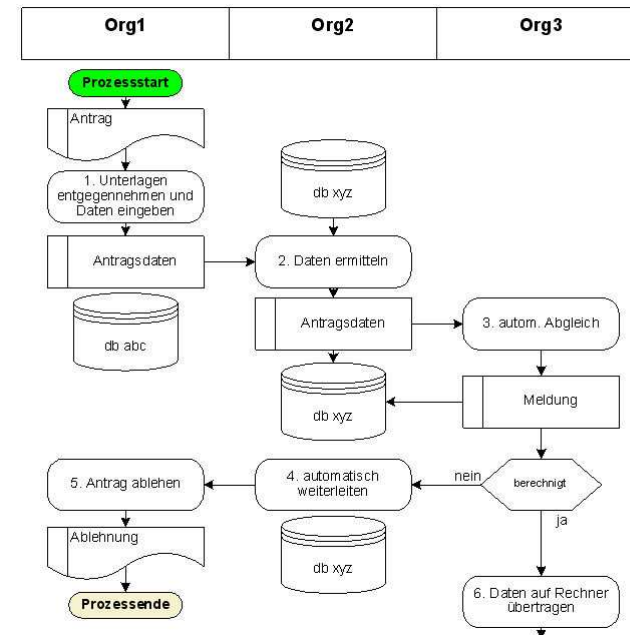 Org1
Org2
Org3
Prozessstart
Antrag
1. Unterlagen
entgegennehmen und
Daten eingeben
db xyz
Antragsdaten
2. Daten ermitteln
db abc
Antragsdaten
3. autom. Abgleich
db xyz
Meldung
5. Antrag ablehen
4. automatisch
weiterleiten
nein
berechnigt
ja
Ablehnung
db xyz
Prozessende
6. Daten auf Rechner
übertragen